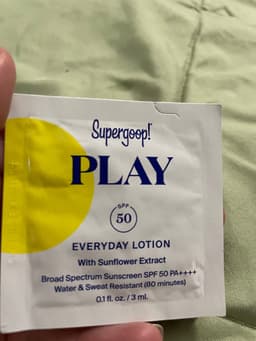 Supergoop!
PLAY
SPF
50
EVERYDAY LOTION
With Sunflower Extract
Broad Spectrum Sunscreen SPF 50 PA++++
Water & Sweat Resistant (80 minutes)
0.1 fl. oz. / 3 ml.